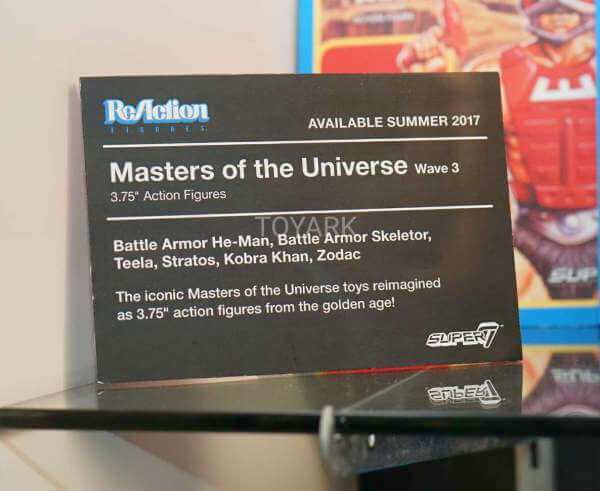 ReAction
FIGURES
AVAILABLE SUMMER 2017
Masters of the Universe Wave 3
3.75" Action Figures
TOYARK
Battle Armor He-Man, Battle Armor Skeletor,
Teela, Stratos, Kobra Khan, Zodac
The iconic Masters of the Universe toys reimagined
as 3.75" action figures from the golden age!
SUPER7